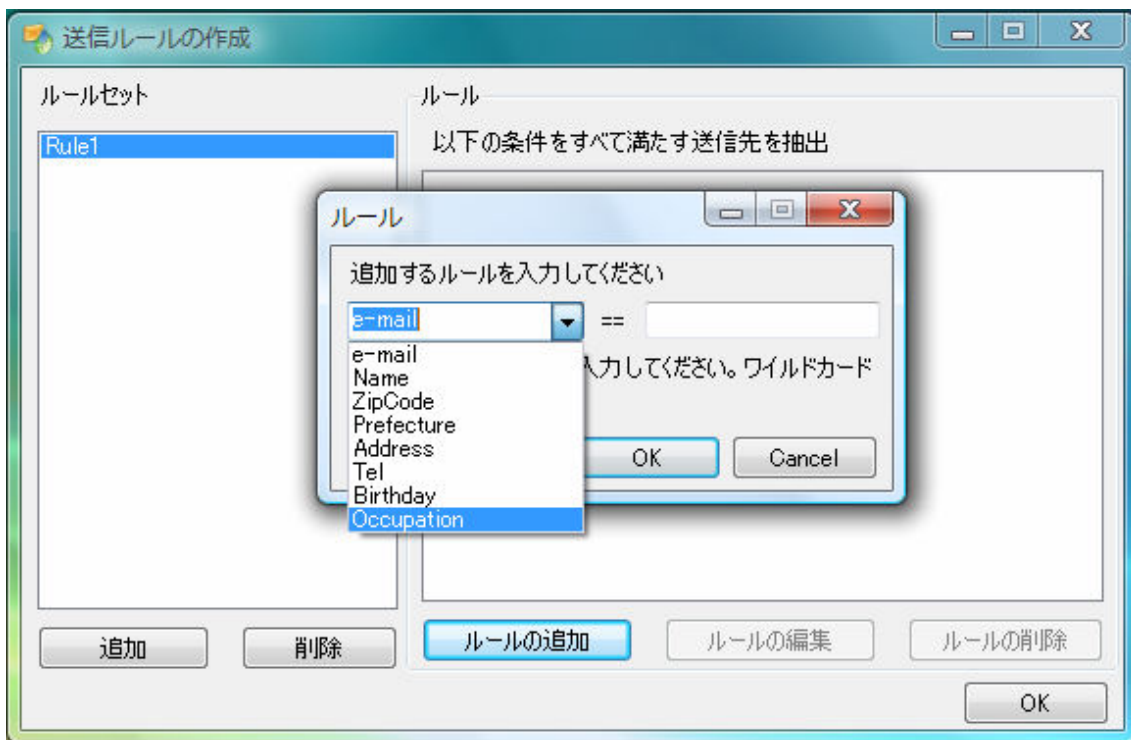 送信ルールの作成
ルールセット
ルール
Rule1
以下の条件をすべて満たす送信先を抽出
ルール
追加するルールを入力してください
e-mail
==
e-mail
Name
ZipCode
Prefecture
Address
Tel
Birthday
Occupation
入力してください。ワイルドカード
OK
Cancel
追加
削除
ルールの追加
ルールの編集
ルールの削除
OK